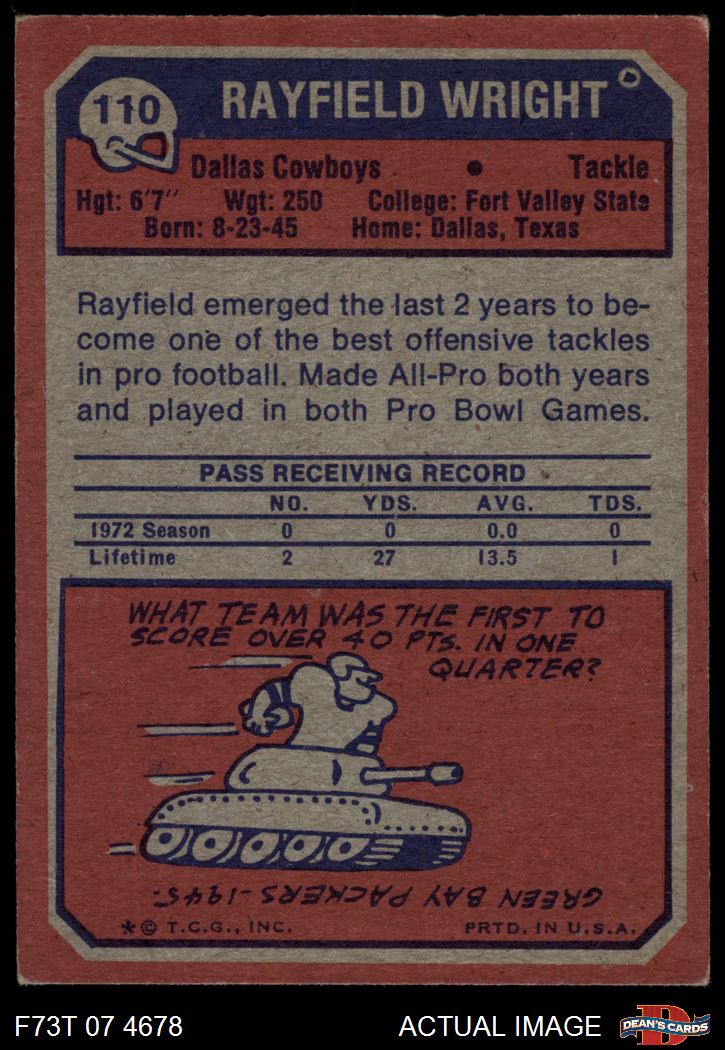 110
RAYFIELD WRIGHT
Dallas Cowboys • Tackle
Hgt: 6'7" Wgt: 250 College: Fort Valley State
Born: 8-23-45 Home: Dallas, Texas
Rayfield emerged the last 2 years to be-
come one of the best offensive tackles
in pro football. Made All-Pro both years
and played in both Pro Bowl Games.
PASS RECEIVING RECORD
NO. YDS. AVG. TDS.
1972 Season 0 0 0.0 0
Lifetime 2 27 13.5 1
WHAT TEAM WAS THE FIRST TO
SCORE OVER 40 PTS. IN ONE
QUARTER?
GREEN BAY PACKERS-1945.
*© T.C.G., INC. PRTD. IN U.S.A.
F73T 07 4678 ACTUAL IMAGE
D
DEAN'S CARDS